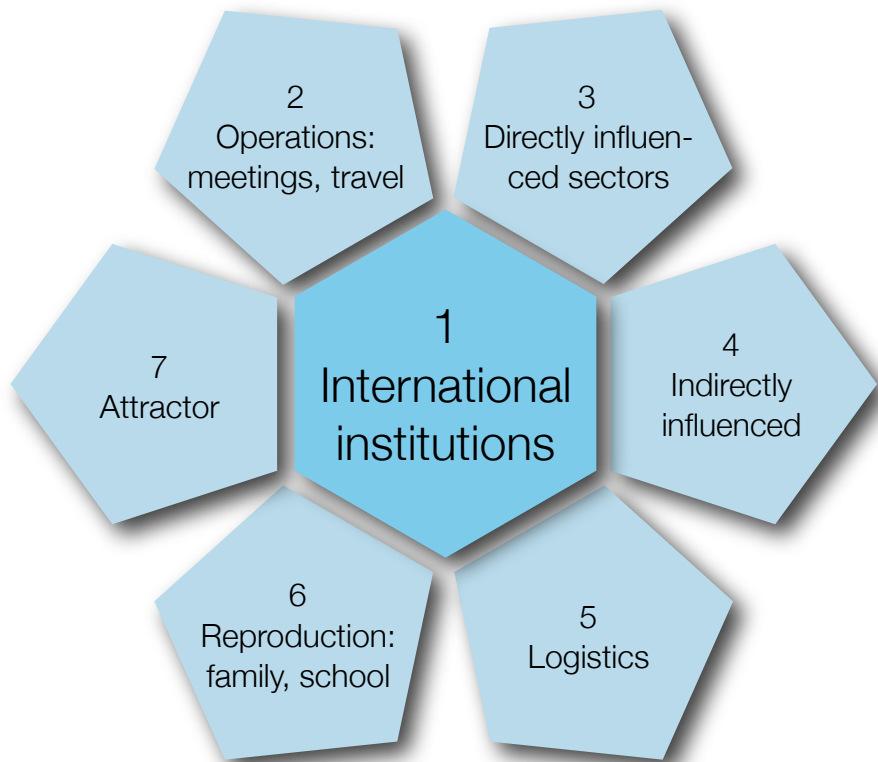 1
International
institutions
2
Operations:
meetings, travel
3
Directly influen-
ced sectors
4
Indirectly
influenced
5
Logistics
6
Reproduction:
family, school
7
Attractor